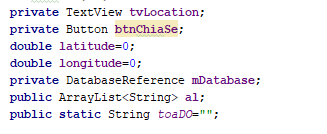 private TextView tvLocation;
private Button btnChiaSe;
double latitude=0;
double longitude=0;
private DatabaseReference mDatabase;
public ArrayList<String> al;
public static String toaDO="";